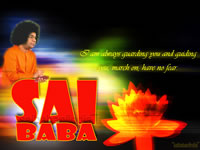 I am always guarding you and guiding
you, march on, have no fear
SAI
BABA